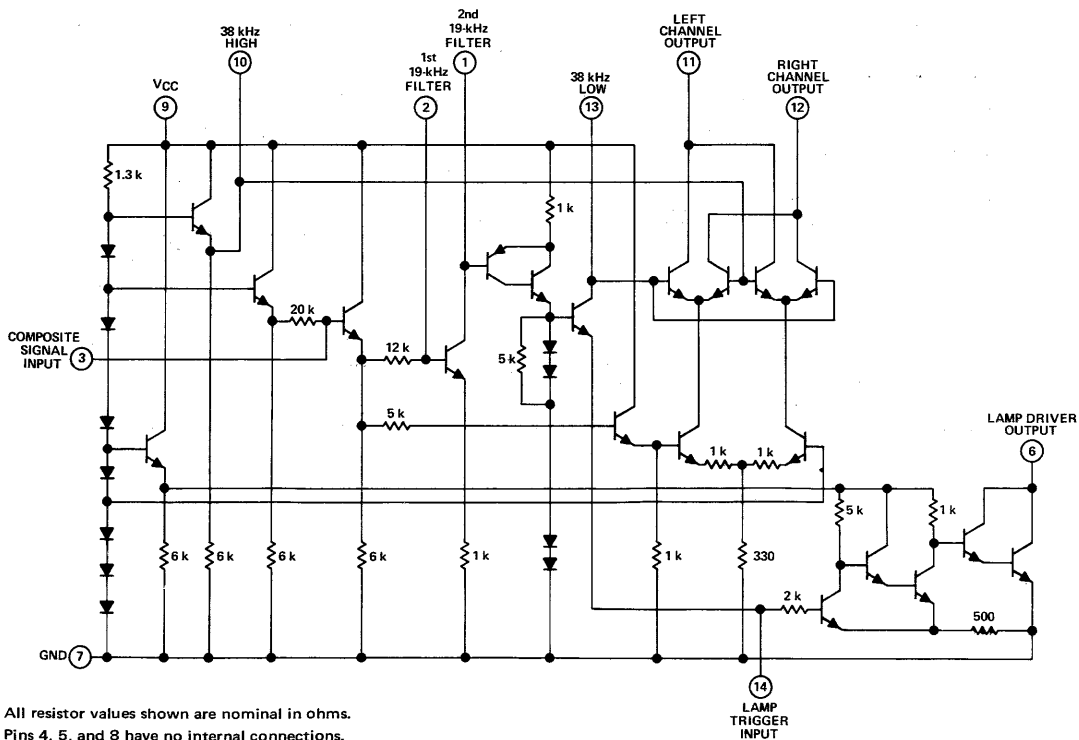 2nd
19-kHz
FILTER
1
LEFT
CHANNEL
OUTPUT
11
38 kHz
HIGH
10
1st
19-kHz
FILTER
2
RIGHT
CHANNEL
OUTPUT
12
38 kHz
LOW
13
VCC
9
1.3 k
1 k
20 k
COMPOSITE
SIGNAL
INPUT
3
12 k
5 k
5 k
1 k
1 k
LAMP DRIVER
OUTPUT
6
5 k
1 k
6 k
6 k
6 k
6 k
1 k
1 k
330
2 k
500
GND
7
14
LAMP
TRIGGER
INPUT
All resistor values shown are nominal in ohms.
Pins 4, 5, and 8 have no internal connections.